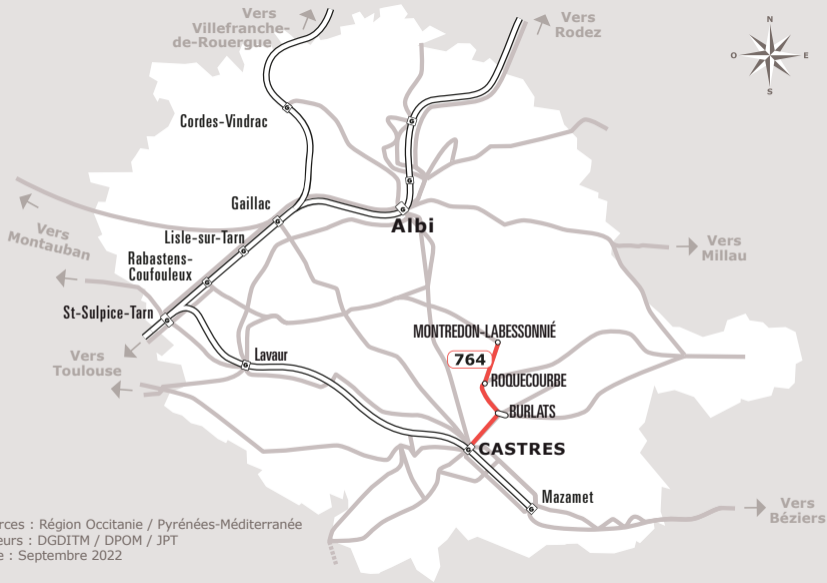 Vers
Villefranche-
de-Rouergue
Vers
Rodez
N
O
E
S
Cordes-Vindrac
Gaillac
Albi
Lisle-sur-Tarn
Vers
Montauban
Rabastens-
Coufouleux
Vers
Millau
St-Sulpice-Tarn
MONTREDON-LABESSONNIÉ
Vers
Toulouse
Lavaur
764
ROQUECOURBE
BURLATS
CASTRES
Mazamet
Vers
Béziers
rces : Région Occitanie / Pyrénées-Méditerranée
eurs : DGDITM / DPOM / JPT
e : Septembre 2022